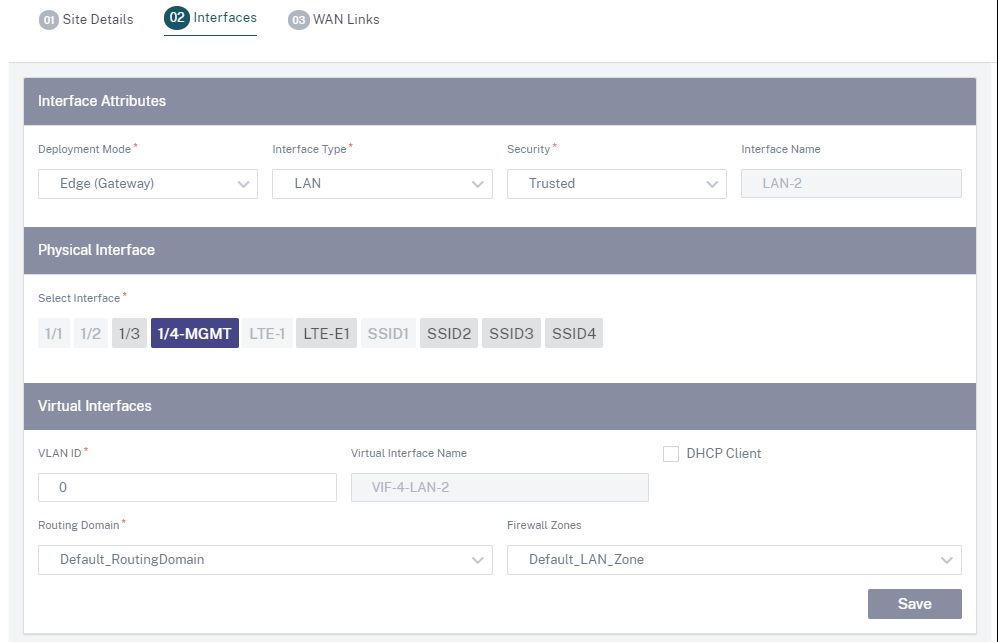 01 Site Details 02 Interfaces 03 WAN Links
Interface Attributes
Deployment Mode * Interface Type * Security * Interface Name
Edge (Gateway) LAN Trusted LAN-2
Physical Interface
Select Interface *
1/1 1/2 1/3 1/4-MGMT LTE-1 LTE-E1 SSID1 SSID2 SSID3 SSID4
Virtual Interfaces
VLAN ID * Virtual Interface Name DHCP Client
0 VIF-4-LAN-2
Routing Domain * Firewall Zones
Default_RoutingDomain Default_LAN_Zone
Save